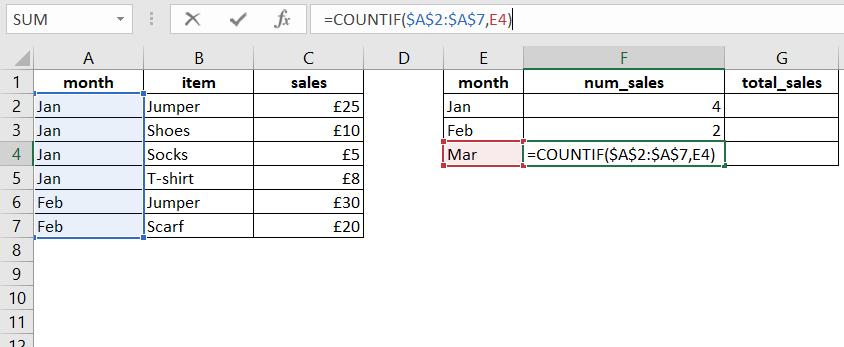 SUM =COUNTIF($A$2:$A$7,E4)
A B C D E F G
1 month item sales month num_sales total_sales
2 Jan Jumper £25 Jan 4
3 Jan Shoes £10 Feb 2
4 Jan Socks £5 Mar =COUNTIF($A$2:$A$7,E4)
5 Jan T-shirt £8
6 Feb Jumper £30
7 Feb Scarf £20
8
9
10
11
12